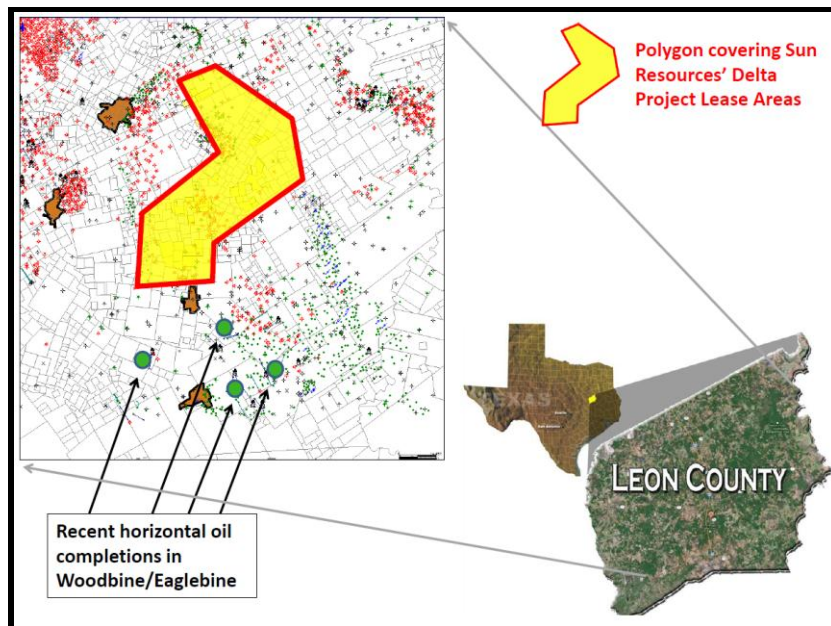 Polygon covering Sun
Resources’ Delta
Project Lease Areas
TEXAS
LEON COUNTY
Recent horizontal oil
completions in
Woodbine/Eaglebine